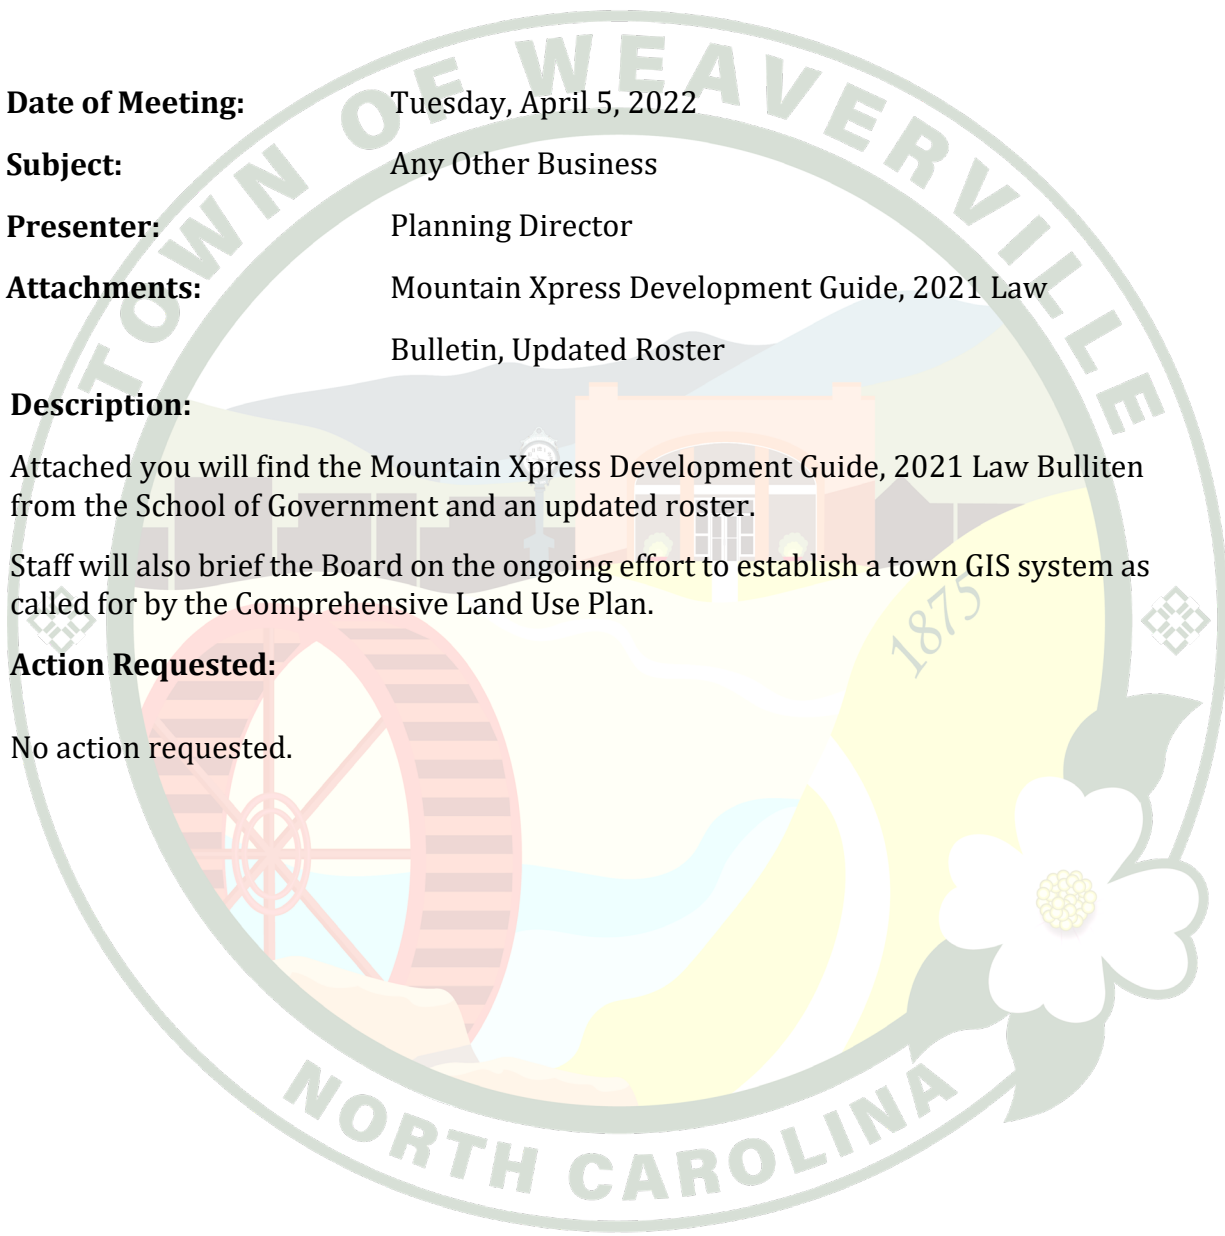 TOWN OF WEAVERVILLE
Date of Meeting: Tuesday, April 5, 2022
Subject: Any Other Business
Presenter: Planning Director
Attachments: Mountain Xpress Development Guide, 2021 Law
Bulletin, Updated Roster
Description:
Attached you will find the Mountain Xpress Development Guide, 2021 Law Bulliten
from the School of Government and an updated roster.
Staff will also brief the Board on the ongoing effort to establish a town GIS system as
called for by the Comprehensive Land Use Plan.
1875
Action Requested:
No action requested.
NORTH CAROLINA